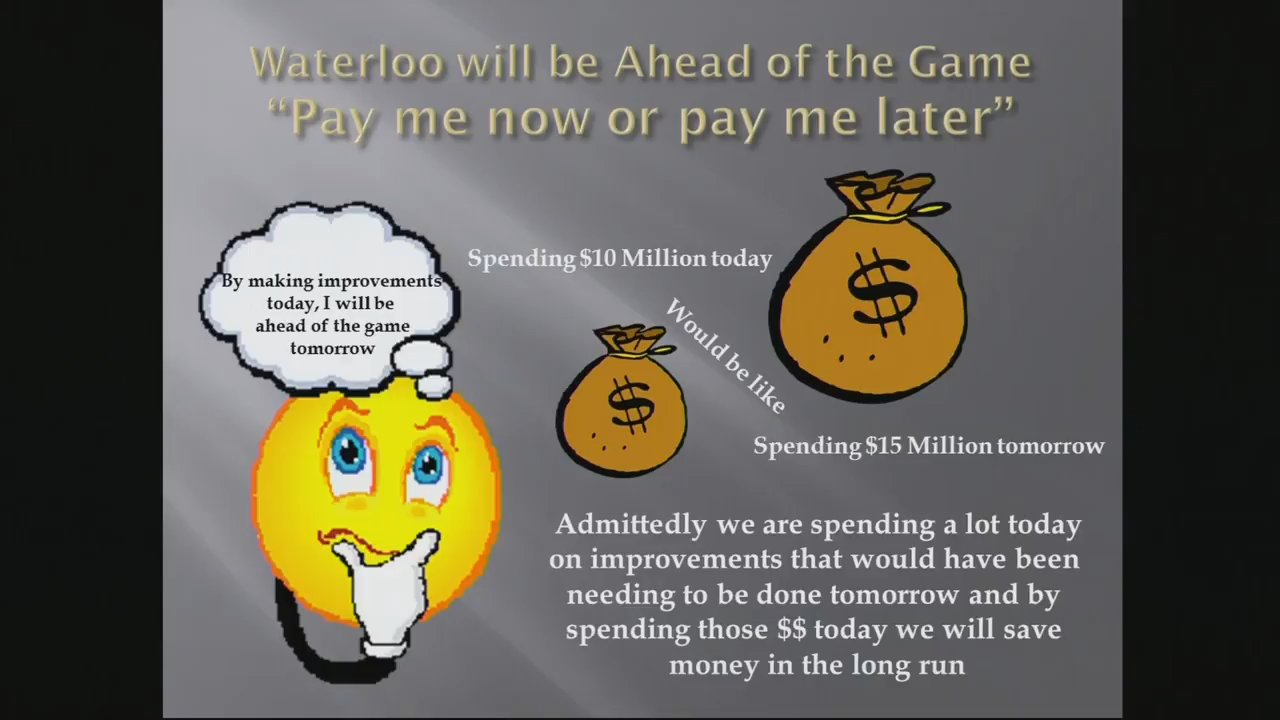 Waterloo will be Ahead of the Game
“Pay me now or pay me later”
By making improvements
today, I will be
ahead of the game
tomorrow
Spending $10 Million today
Would be like
Spending $15 Million tomorrow
$
$
Admittedly we are spending a lot today
on improvements that would have been
needing to be done tomorrow and by
spending those $$ today we will save
money in the long run